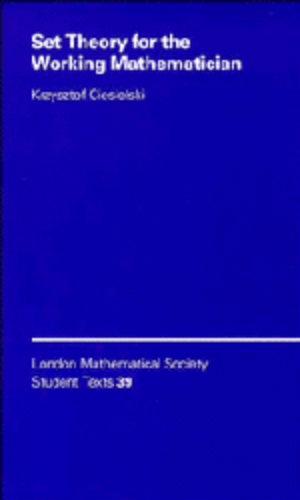 Set Theory for the
Working Mathematician
Krzysztof Ciesielski
London Mathematical Society
Student Texts 39